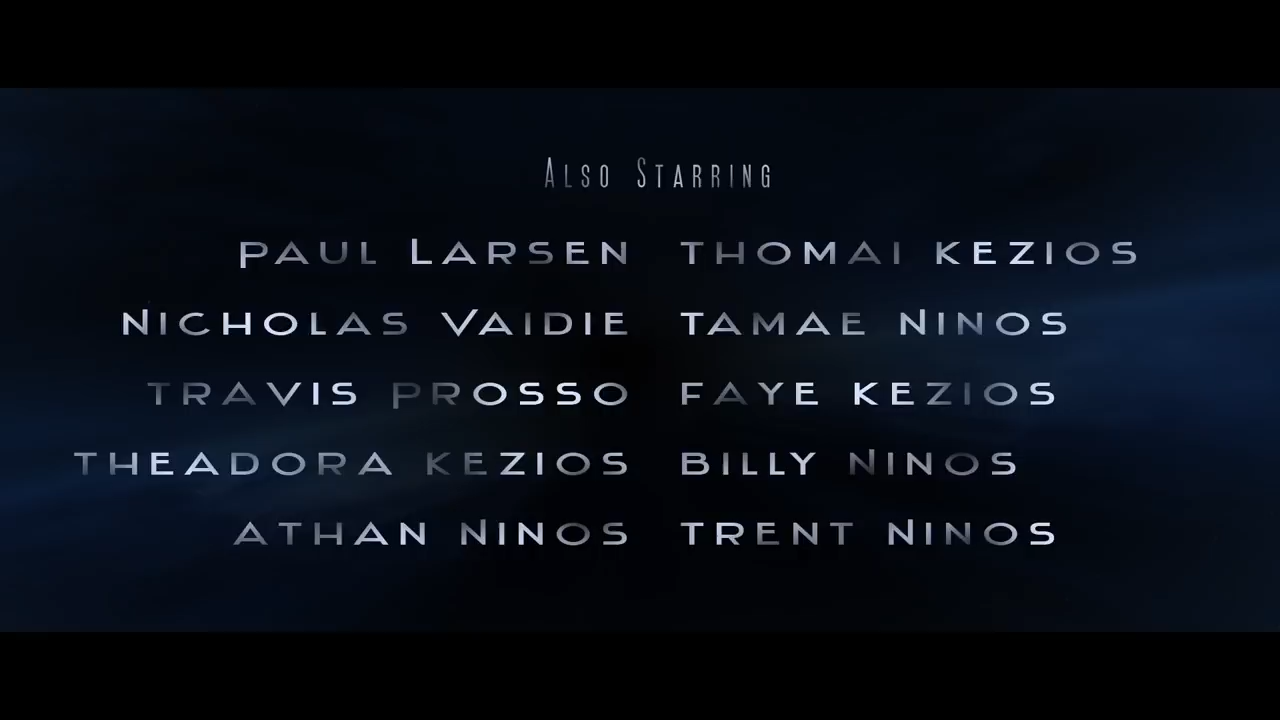 Also Starring
Paul Larsen Thomai Kezios
Nicholas Vaidie Tamae Ninos
Travis Prosso Faye Kezios
Theadora Kezios Billy Ninos
Athan Ninos Trent Ninos